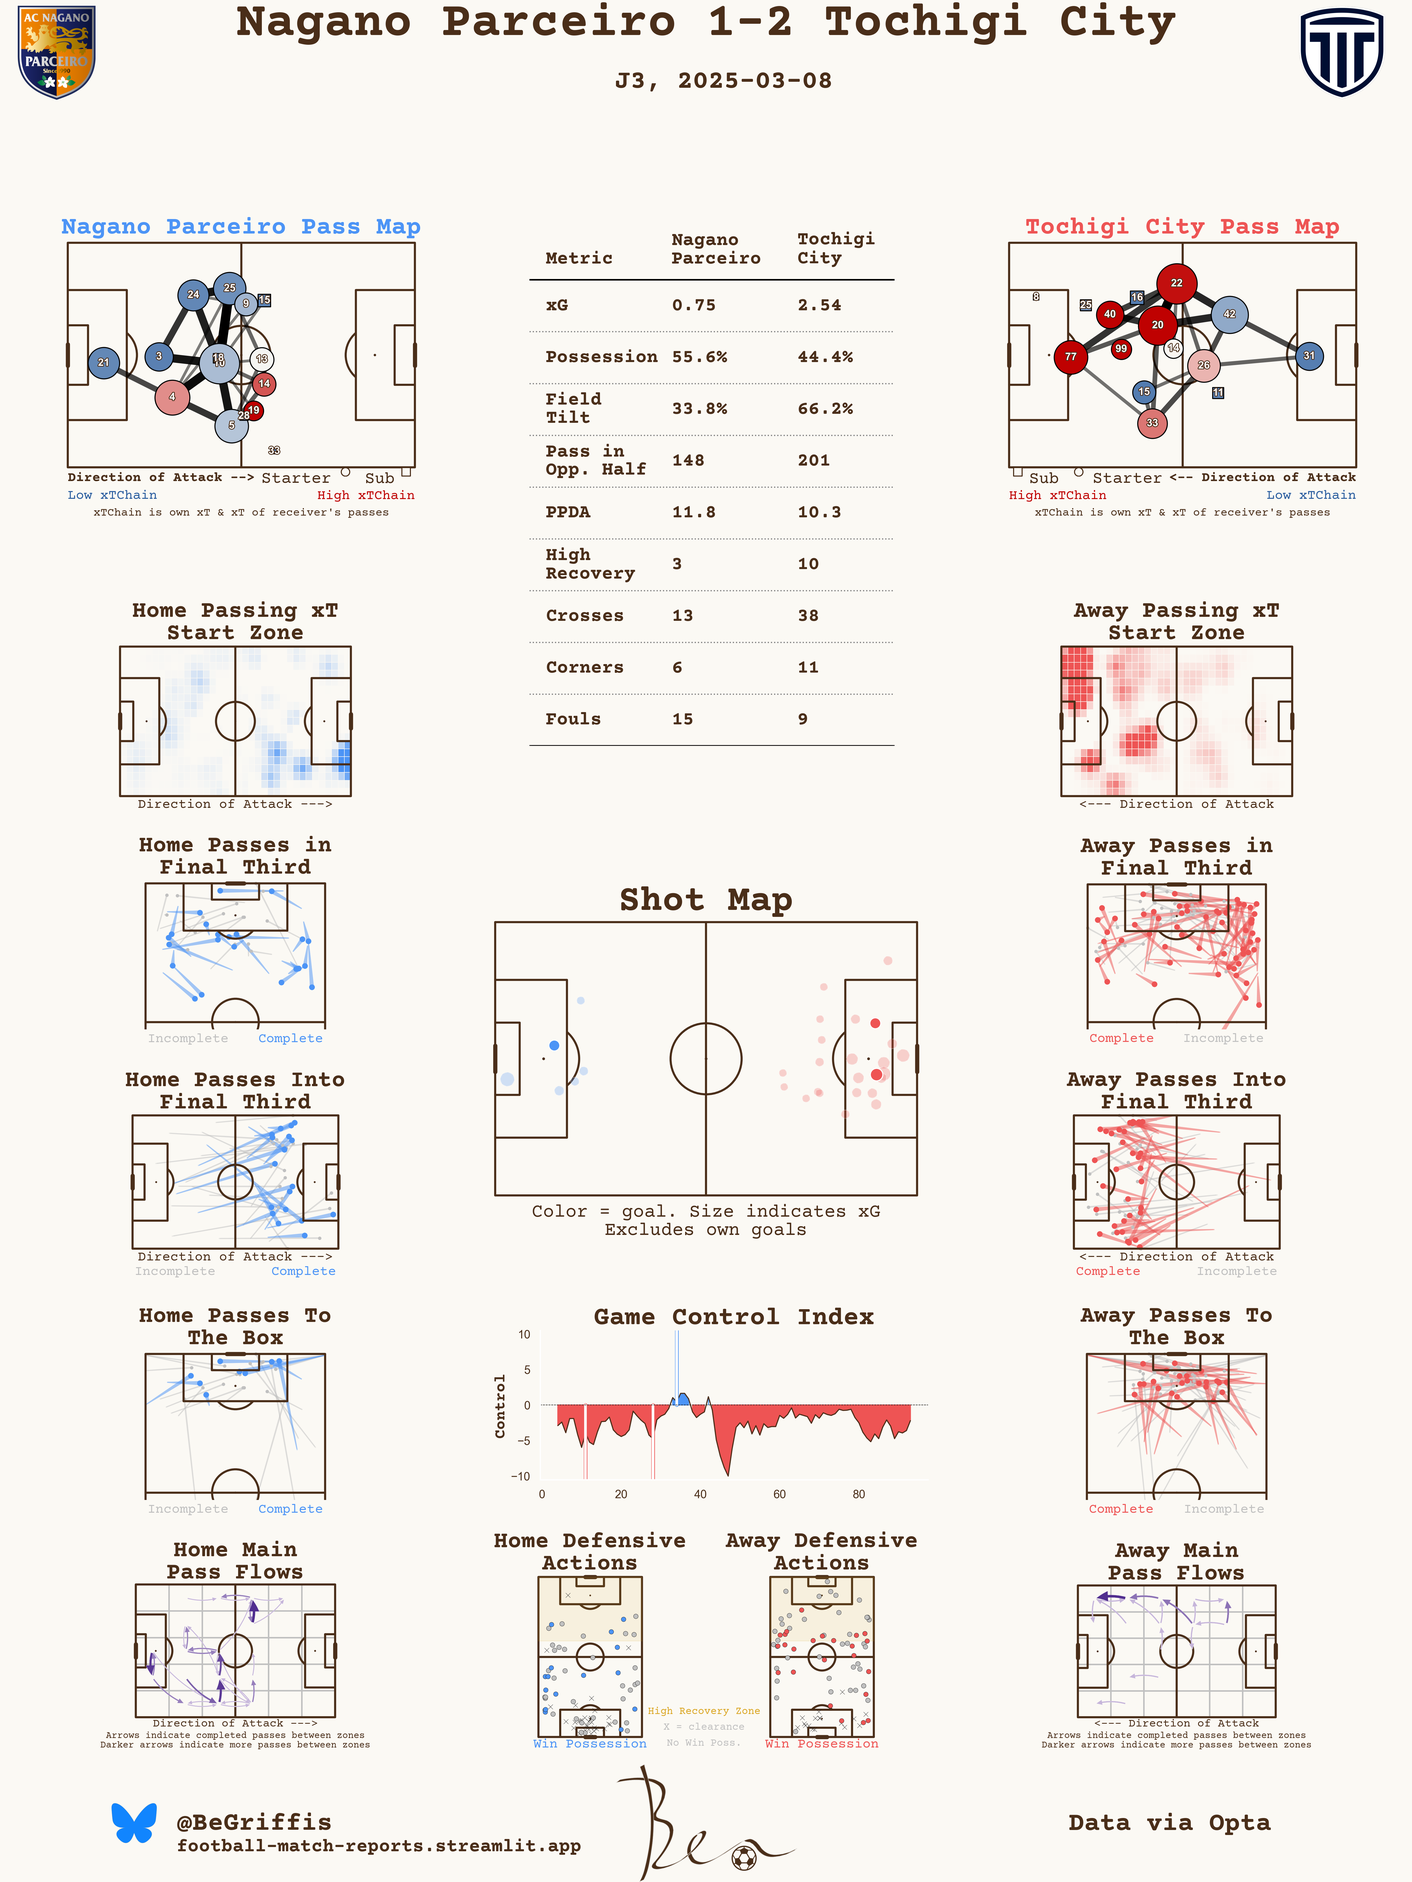 Nagano Parceiro 1-2 Tochigi City
J3, 2025-03-08
AC NAGANO
PARCEIRO
Since 1990
Nagano Parceiro Pass Map
24
25
9
15
21
3
18
13
14
4
19
28
5
33
Direction of Attack --> Starter Sub
Low xTChain High xTChain
xTChain is own xT & xT of receiver's passes
Metric Nagano Parceiro Tochigi City
xG 0.75 2.54
Possession 55.6% 44.4%
Field Tilt 33.8% 66.2%
Pass in Opp. Half 148 201
PPDA 11.8 10.3
High Recovery 3 10
Crosses 13 38
Corners 6 11
Fouls 15 9
Tochigi City Pass Map
22
8
25
16
40
20
42
99
14
77
31
26
15
11
33
Sub Starter <-- Direction of Attack
High xTChain Low xTChain
xTChain is own xT & xT of receiver's passes
Home Passing xT
Start Zone
Direction of Attack --->
Away Passing xT
Start Zone
<--- Direction of Attack
Home Passes in
Final Third
Incomplete Complete
Away Passes in
Final Third
Complete Incomplete
Shot Map
Color = goal. Size indicates xG
Excludes own goals
Home Passes Into
Final Third
Direction of Attack --->
Incomplete Complete
Away Passes Into
Final Third
<--- Direction of Attack
Complete Incomplete
Home Passes To
The Box
Incomplete Complete
Game Control Index
Control
10
5
0
−5
−10
0 20 40 60 80
Away Passes To
The Box
Complete Incomplete
Home Main
Pass Flows
Direction of Attack --->
Arrows indicate completed passes between zones
Darker arrows indicate more passes between zones
Home Defensive
Actions
Win Possession
Away Defensive
Actions
Win Possession
High Recovery Zone
X = clearance
No Win Poss.
Away Main
Pass Flows
<--- Direction of Attack
Arrows indicate completed passes between zones
Darker arrows indicate more passes between zones
@BeGriffis
football-match-reports.streamlit.app
Ben
Data via Opta